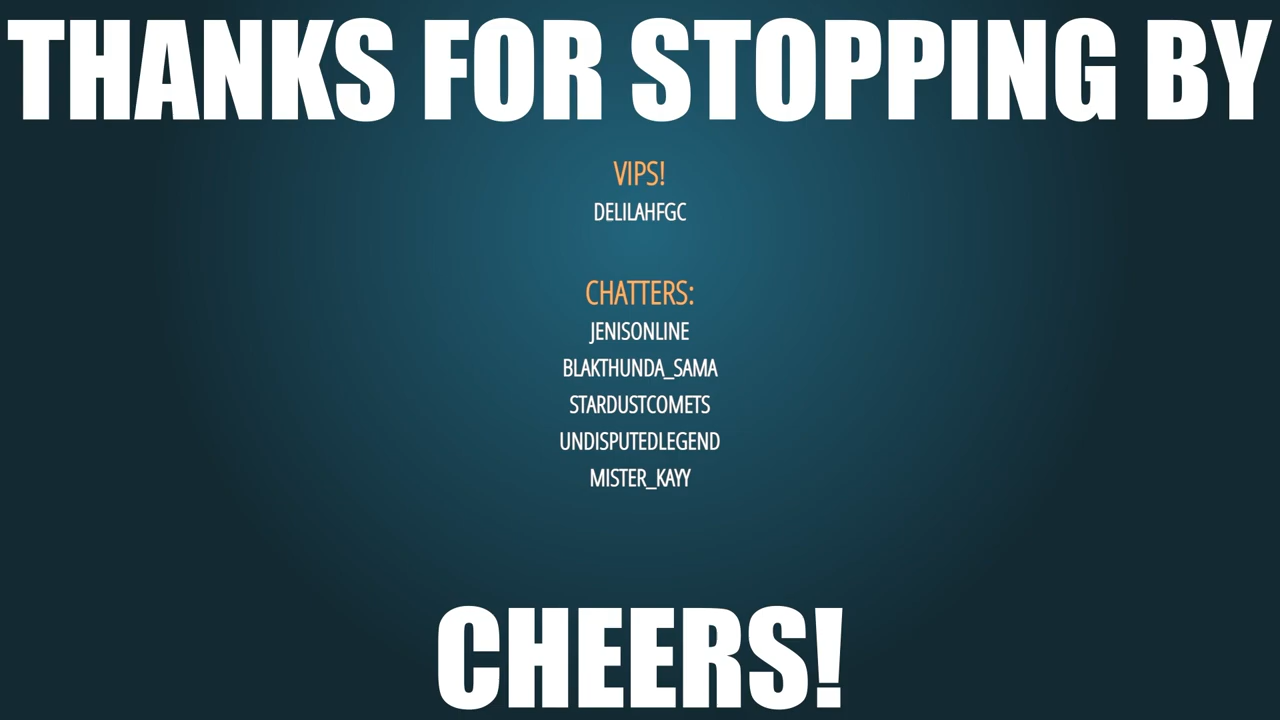 THANKS FOR STOPPING BY
VIPS!
DELILAHFGC
CHATTERS:
JENISONLINE
BLAKTHUNDA_SAMA
STARDUSTCOMETS
UNDISPUTEDLEGEND
MISTER_KAYY
CHEERS!